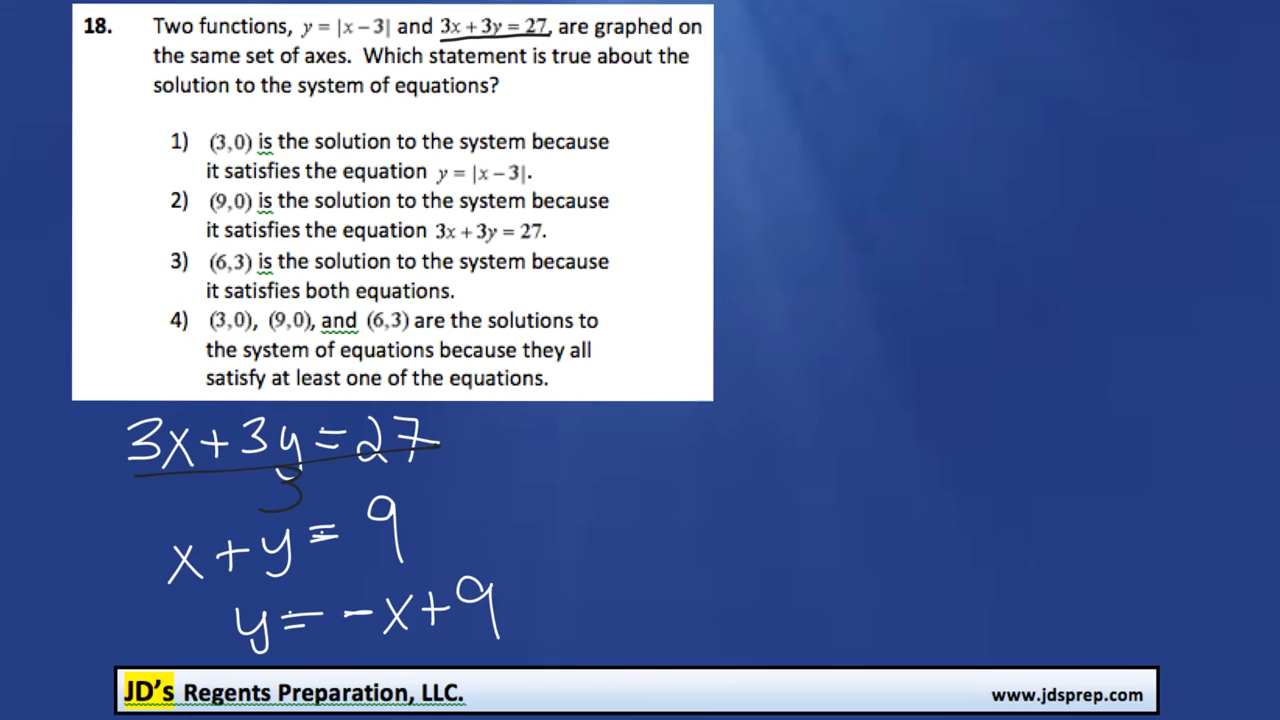 18. Two functions, y = |x − 3| and 3x + 3y = 27, are graphed on
the same set of axes. Which statement is true about the
solution to the system of equations?
1) (3,0) is the solution to the system because
it satisfies the equation y = |x − 3|.
2) (9,0) is the solution to the system because
it satisfies the equation 3x + 3y = 27.
3) (6,3) is the solution to the system because
it satisfies both equations.
4) (3,0), (9,0), and (6,3) are the solutions to
the system of equations because they all
satisfy at least one of the equations.
3x + 3y = 27
3
x + y = 9
y = -x + 9
JD's Regents Preparation, LLC. www.jdsprep.com